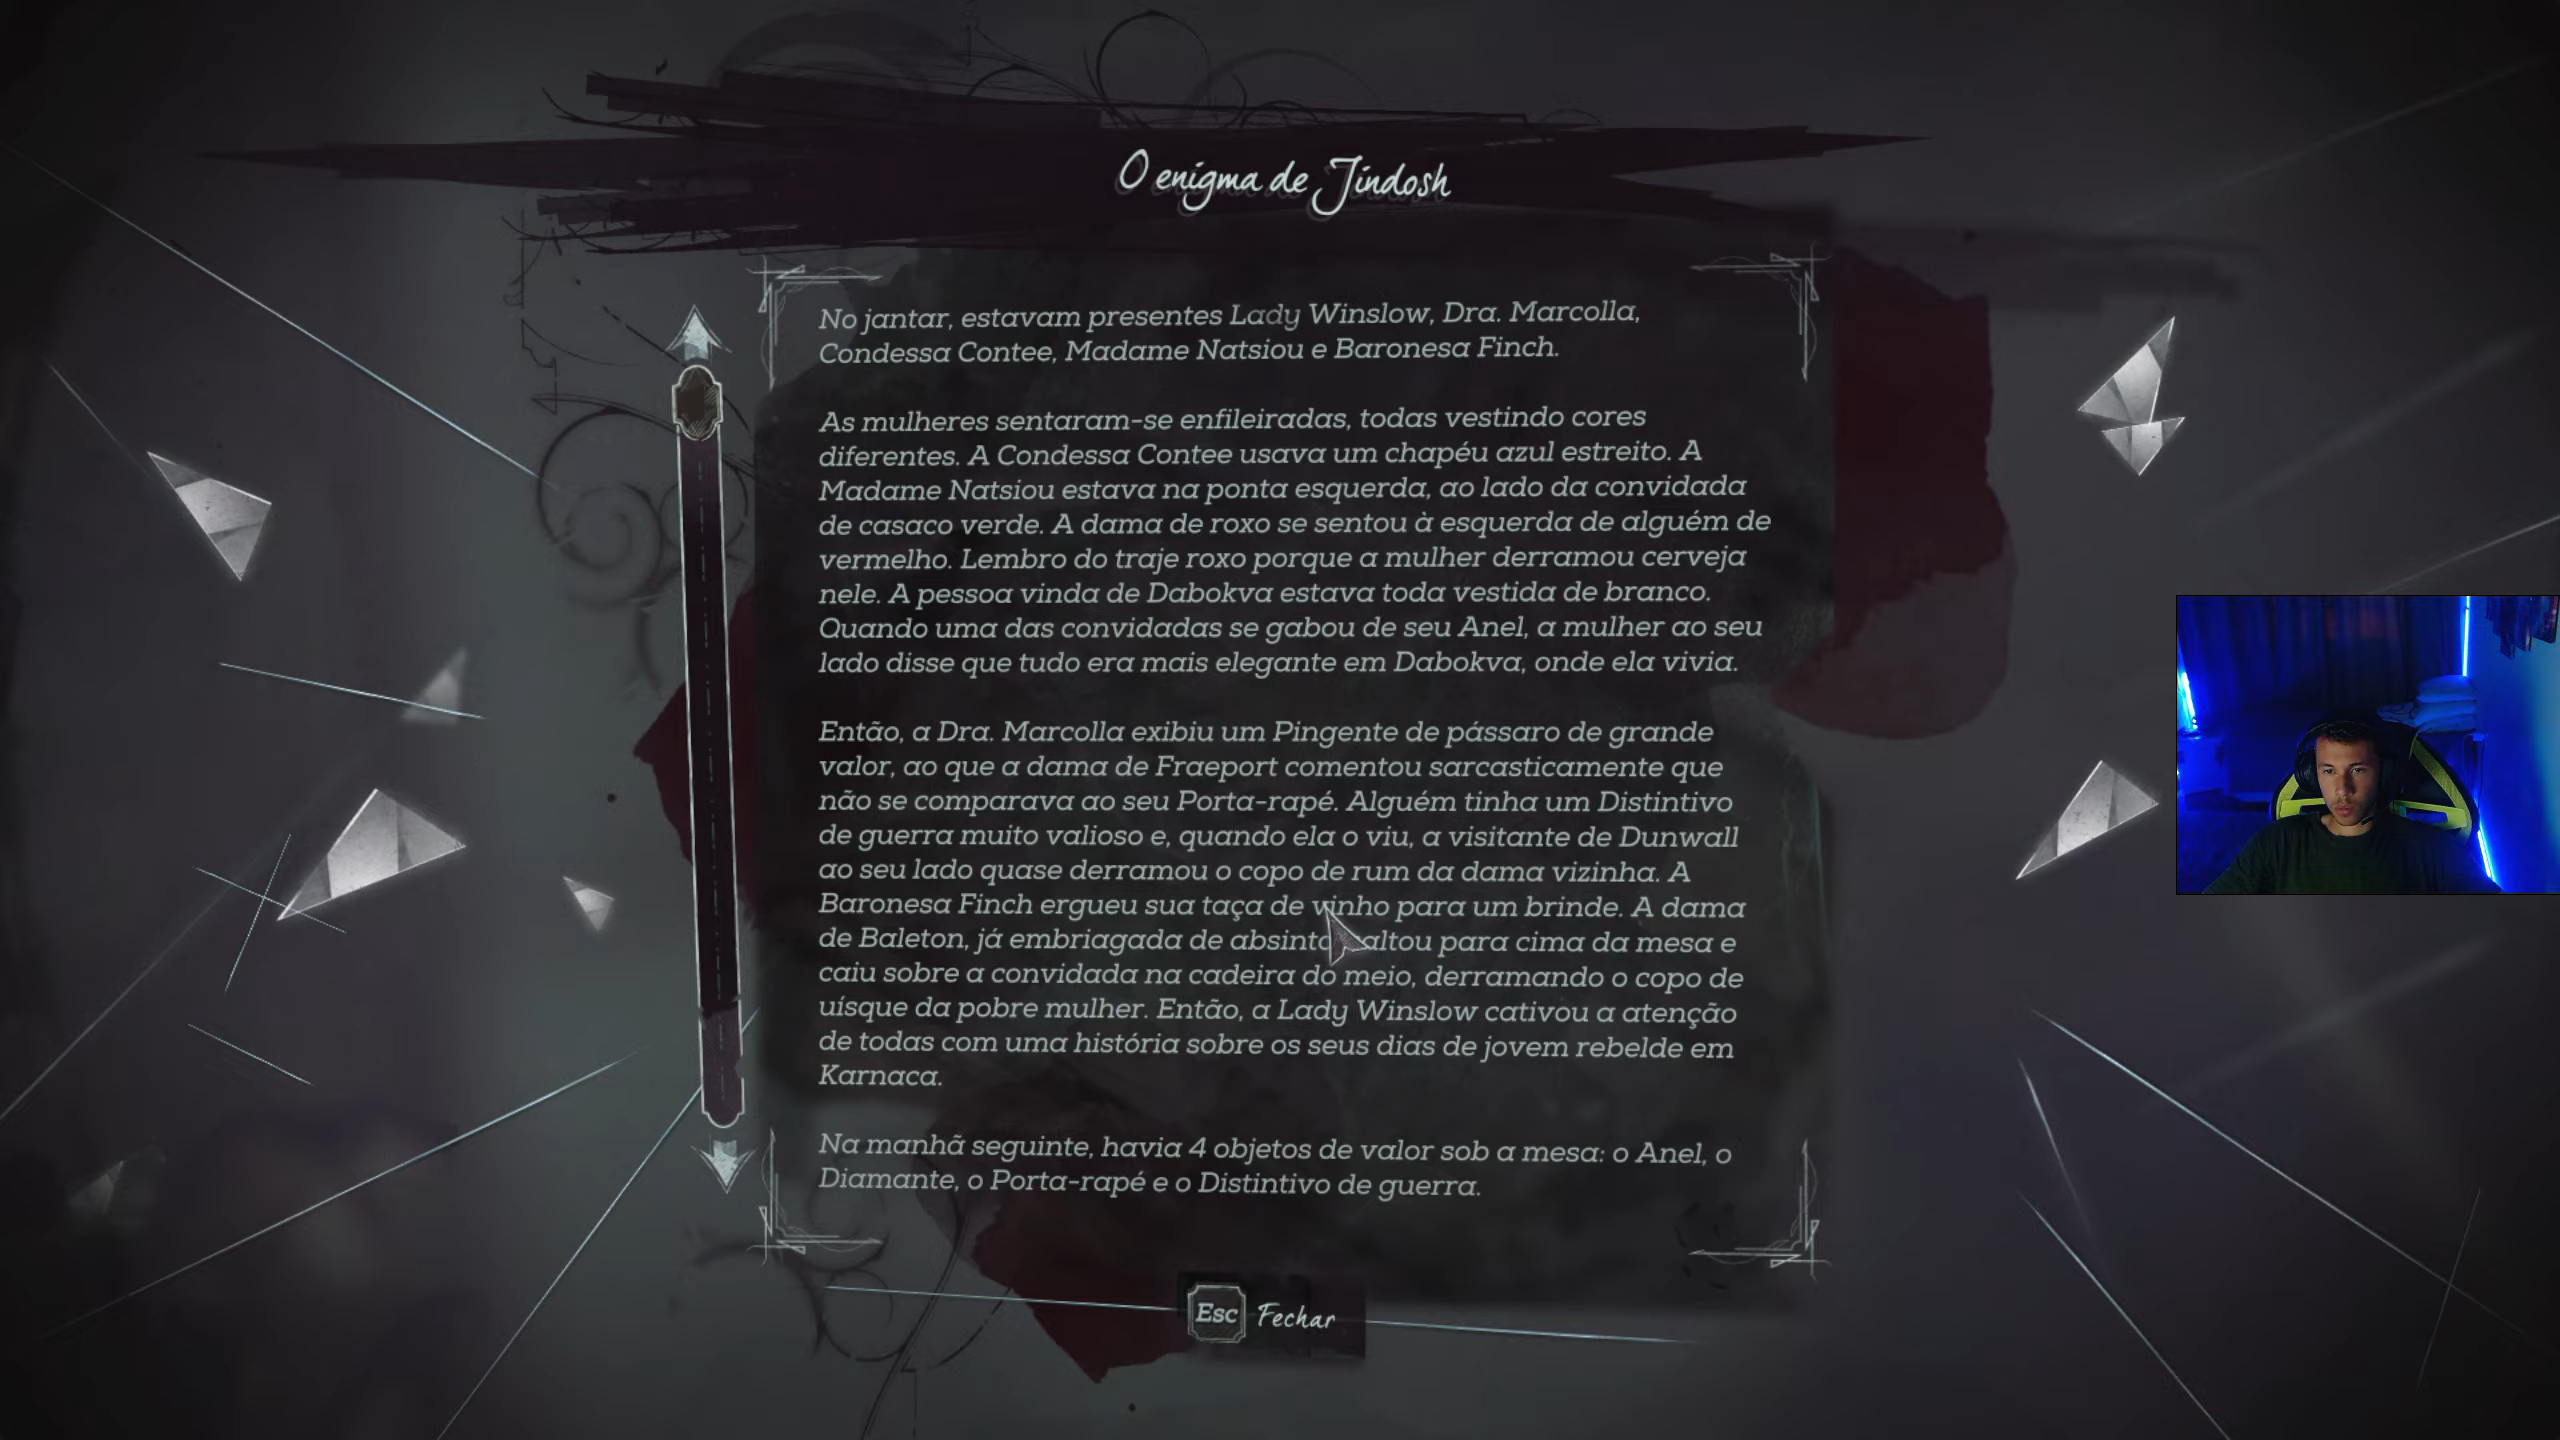 O enigma de Jindosh
No jantar, estavam presentes Lady Winslow, Dra. Marcolla,
Condessa Contee, Madame Natsiou e Baronesa Finch.
As mulheres sentaram-se enfileiradas, todas vestindo cores
diferentes. A Condessa Contee usava um chapéu azul estreito. A
Madame Natsiou estava na ponta esquerda, ao lado da convidada
de casaco verde. A dama de roxo se sentou à esquerda de alguém de
vermelho. Lembro do traje roxo porque a mulher derramou cerveja
nele. A pessoa vinda de Dabokva estava toda vestida de branco.
Quando uma das convidadas se gabou de seu Anel, a mulher ao seu
lado disse que tudo era mais elegante em Dabokva, onde ela vivia.
Então, a Dra. Marcolla exibiu um Pingente de pássaro de grande
valor, ao que a dama de Fraeport comentou sarcasticamente que
não se comparava ao seu Porta-rapé. Alguém tinha um Distintivo
de guerra muito valioso e, quando ela o viu, a visitante de Dunwall
ao seu lado quase derramou o copo de rum da dama vizinha. A
Baronesa Finch ergueu sua taça de vinho para um brinde. A dama
de Baleton, já embriagada de absinto, saltou para cima da mesa e
caiu sobre a convidada na cadeira do meio, derramando o copo de
uísque da pobre mulher. Então, a Lady Winslow cativou a atenção
de todas com uma história sobre os seus dias de jovem rebelde em
Karnaca.
Na manhã seguinte, havia 4 objetos de valor sob a mesa: o Anel, o
Diamante, o Porta-rapé e o Distintivo de guerra.
Esc Fechar